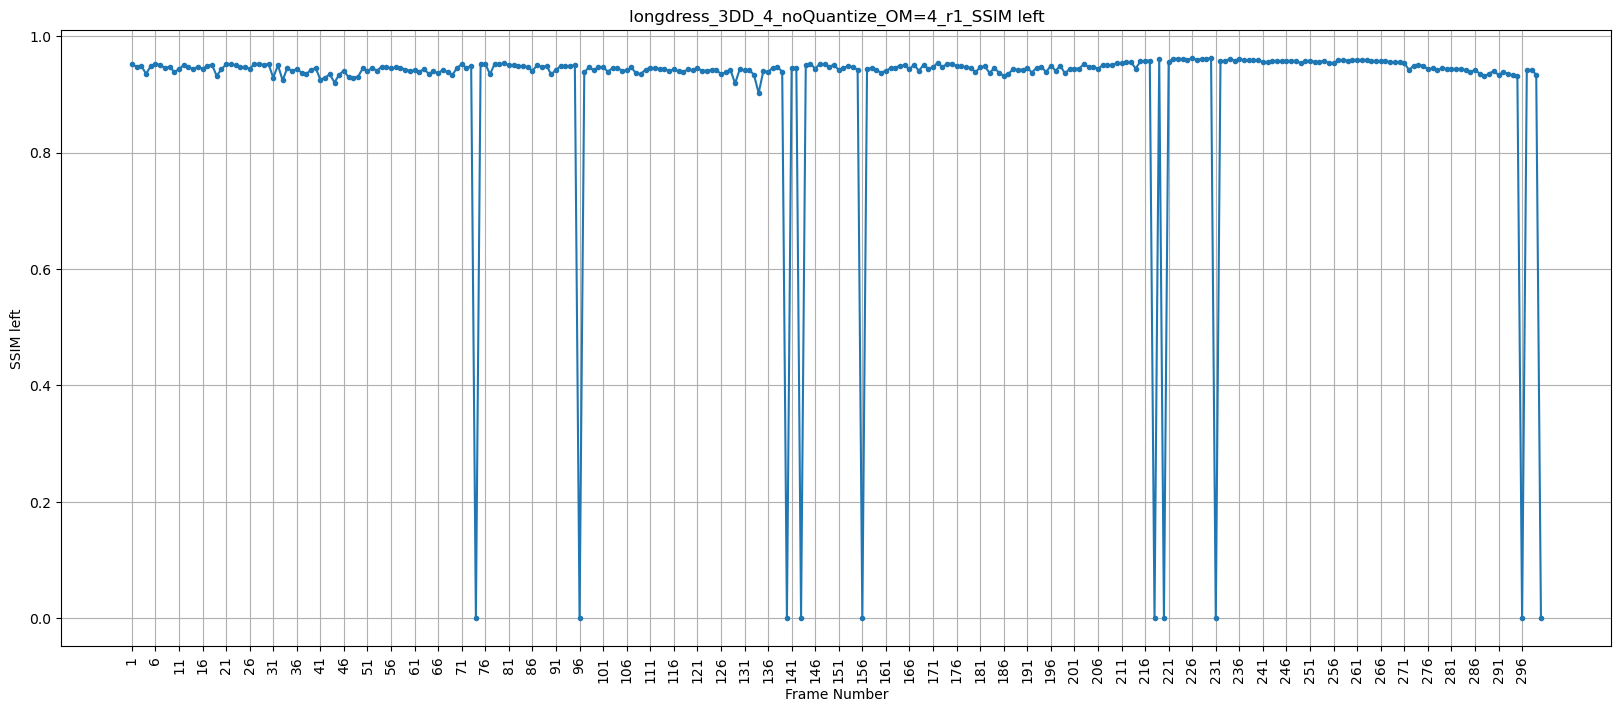 longdress_3DD_4_noQuantize_OM=4_r1_SSIM left
1.0
0.8
0.6
0.4
0.2
0.0
SSIM left
1 6 11 16 21 26 31 36 41 46 51 56 61 66 71 76 81 86 91 96 101 106 111 116 121 126 131 136 141 146 151 156 161 166 171 176 181 186 191 196 201 206 211 216 221 226 231 236 241 246 251 256 261 266 271 276 281 286 291 296
Frame Number